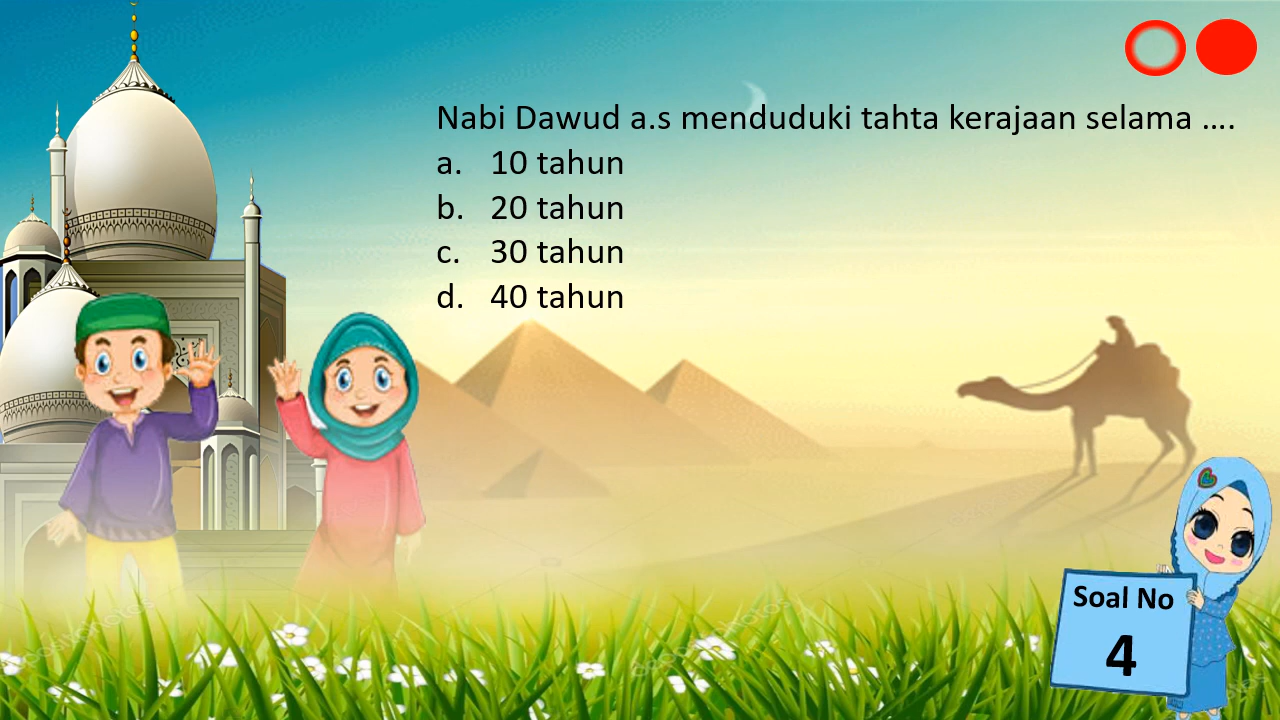 Nabi Dawud a.s menduduki tahta kerajaan selama ....
a. 10 tahun
b. 20 tahun
c. 30 tahun
d. 40 tahun
Soal No
4